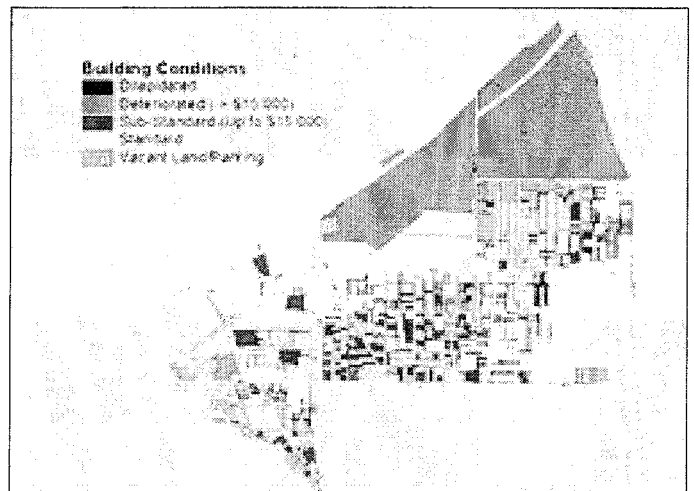 Building Conditions
Dilapidated
Deteriorated (> $15,000)
Sub-Standard (up to $15,000)
Standard
Vacant Land/Parking